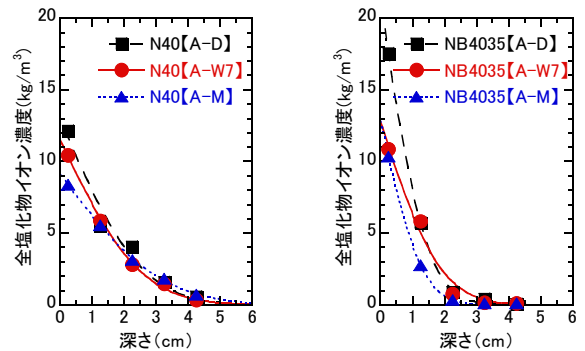 全塩化物イオン濃度(kg/m³)
20
15
10
5
0
N40【A-D】
N40【A-W7】
N40【A-M】
0 1 2 3 4 5 6
深さ(cm)
全塩化物イオン濃度(kg/m³)
20
15
10
5
0
NB4035【A-D】
NB4035【A-W7】
NB4035【A-M】
0 1 2 3 4 5 6
深さ(cm)